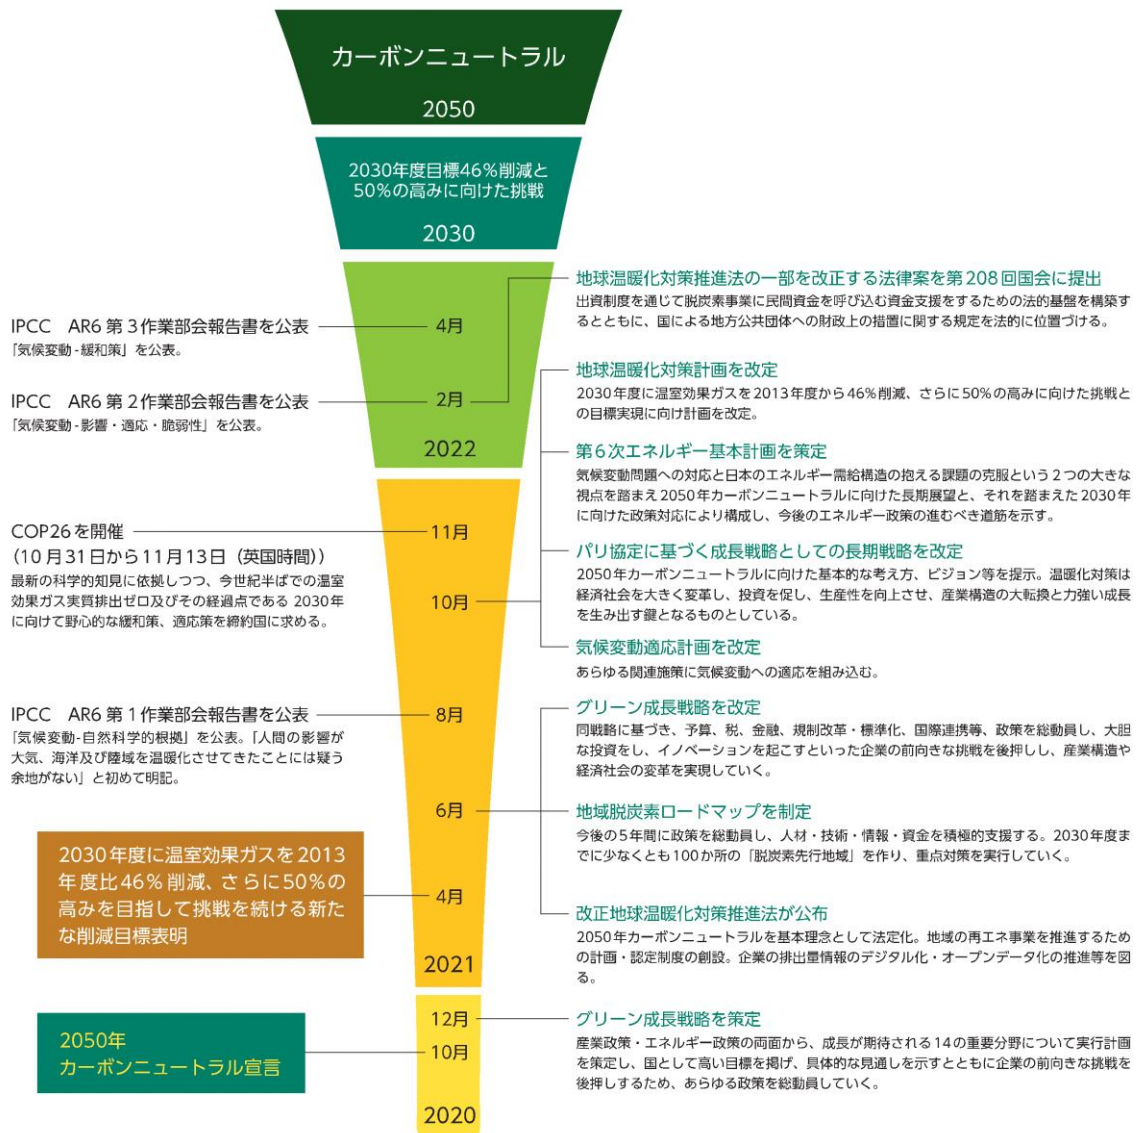 カーボンニュートラル
2050
2030年度目標46%削減と
50%の高みに向けた挑戦
2030
地球温暖化対策推進法の一部を改正する法律案を第208回国会に提出
出資制度を通じて脱炭素事業に民間資金を呼び込む資金支援をするための法的基盤を構築す
るとともに、国による地方公共団体への財政上の措置に関する規定を法的に位置づける。
IPCC AR6 第3作業部会報告書を公表
4月
「気候変動-緩和策」を公表。
地球温暖化対策計画を改定
2030年度に温室効果ガスを2013年度から46%削減、さらに50%の高みに向けた挑戦と
の目標実現に向け計画を改定。
IPCC AR6 第2作業部会報告書を公表
2月
「気候変動-影響・適応・脆弱性」を公表。
2022
第6次エネルギー基本計画を策定
気候変動問題への対応と日本のエネルギー需給構造の抱える課題の克服という2つの大きな
視点を踏まえ2050年カーボンニュートラルに向けた長期展望と、それを踏まえた2030年
に向けた政策対応により構成し、今後のエネルギー政策の進むべき道筋を示す。
COP26を開催
(10月31日から11月13日(英国時間))
11月
最新の科学的知見に依拠しつつ、今世紀半ばでの温室
効果ガス実質排出ゼロ及びその経過点である 2030年
に向けて野心的な緩和策、適応策を締約国に求める。
10月
パリ協定に基づく成長戦略としての長期戦略を改定
2050年カーボンニュートラルに向けた基本的な考え方、ビジョン等を提示。温暖化対策は
経済社会を大きく変革し、投資を促し、生産性を向上させ、産業構造の大転換と力強い成長
を生み出す鍵となるものとしている。
気候変動適応計画を改定
あらゆる関連施策に気候変動への適応を組み込む。
IPCC AR6 第1作業部会報告書を公表
8月
「気候変動-自然科学的根拠」を公表。「人間の影響が
大気、海洋及び陸域を温暖化させてきたことには疑う
余地がない」と初めて明記。
グリーン成長戦略を改定
同戦略に基づき、予算、税、金融、規制改革・標準化、国際連携等、政策を総動員し、大胆
な投資をし、イノベーションを起こすといった企業の前向きな挑戦を後押しし、産業構造や
経済社会の変革を実現していく。
6月
地域脱炭素ロードマップを制定
今後の5年間に政策を総動員し、人材・技術・情報・資金を積極的支援する。2030年度ま
でに少なくとも100か所の「脱炭素先行地域」を作り、重点対策を実行していく。
2030年度に温室効果ガスを2013
年度比46%削減、さらに50%の
高みを目指して挑戦を続ける新た
な削減目標表明
4月
改正地球温暖化対策推進法が公布
2050年カーボンニュートラルを基本理念として法定化。地域の再エネ事業を推進するため
の計画・認定制度の創設。企業の排出量情報のデジタル化・オープンデータ化の推進等を図
る。
2021
12月
グリーン成長戦略を策定
産業政策・エネルギー政策の両面から、成長が期待される14の重要分野について実行計画
を策定し、国として高い目標を掲げ、具体的な見通しを示すとともに企業の前向きな挑戦を
後押しするため、あらゆる政策を総動員していく。
2050年
カーボンニュートラル宣言
10月
2020